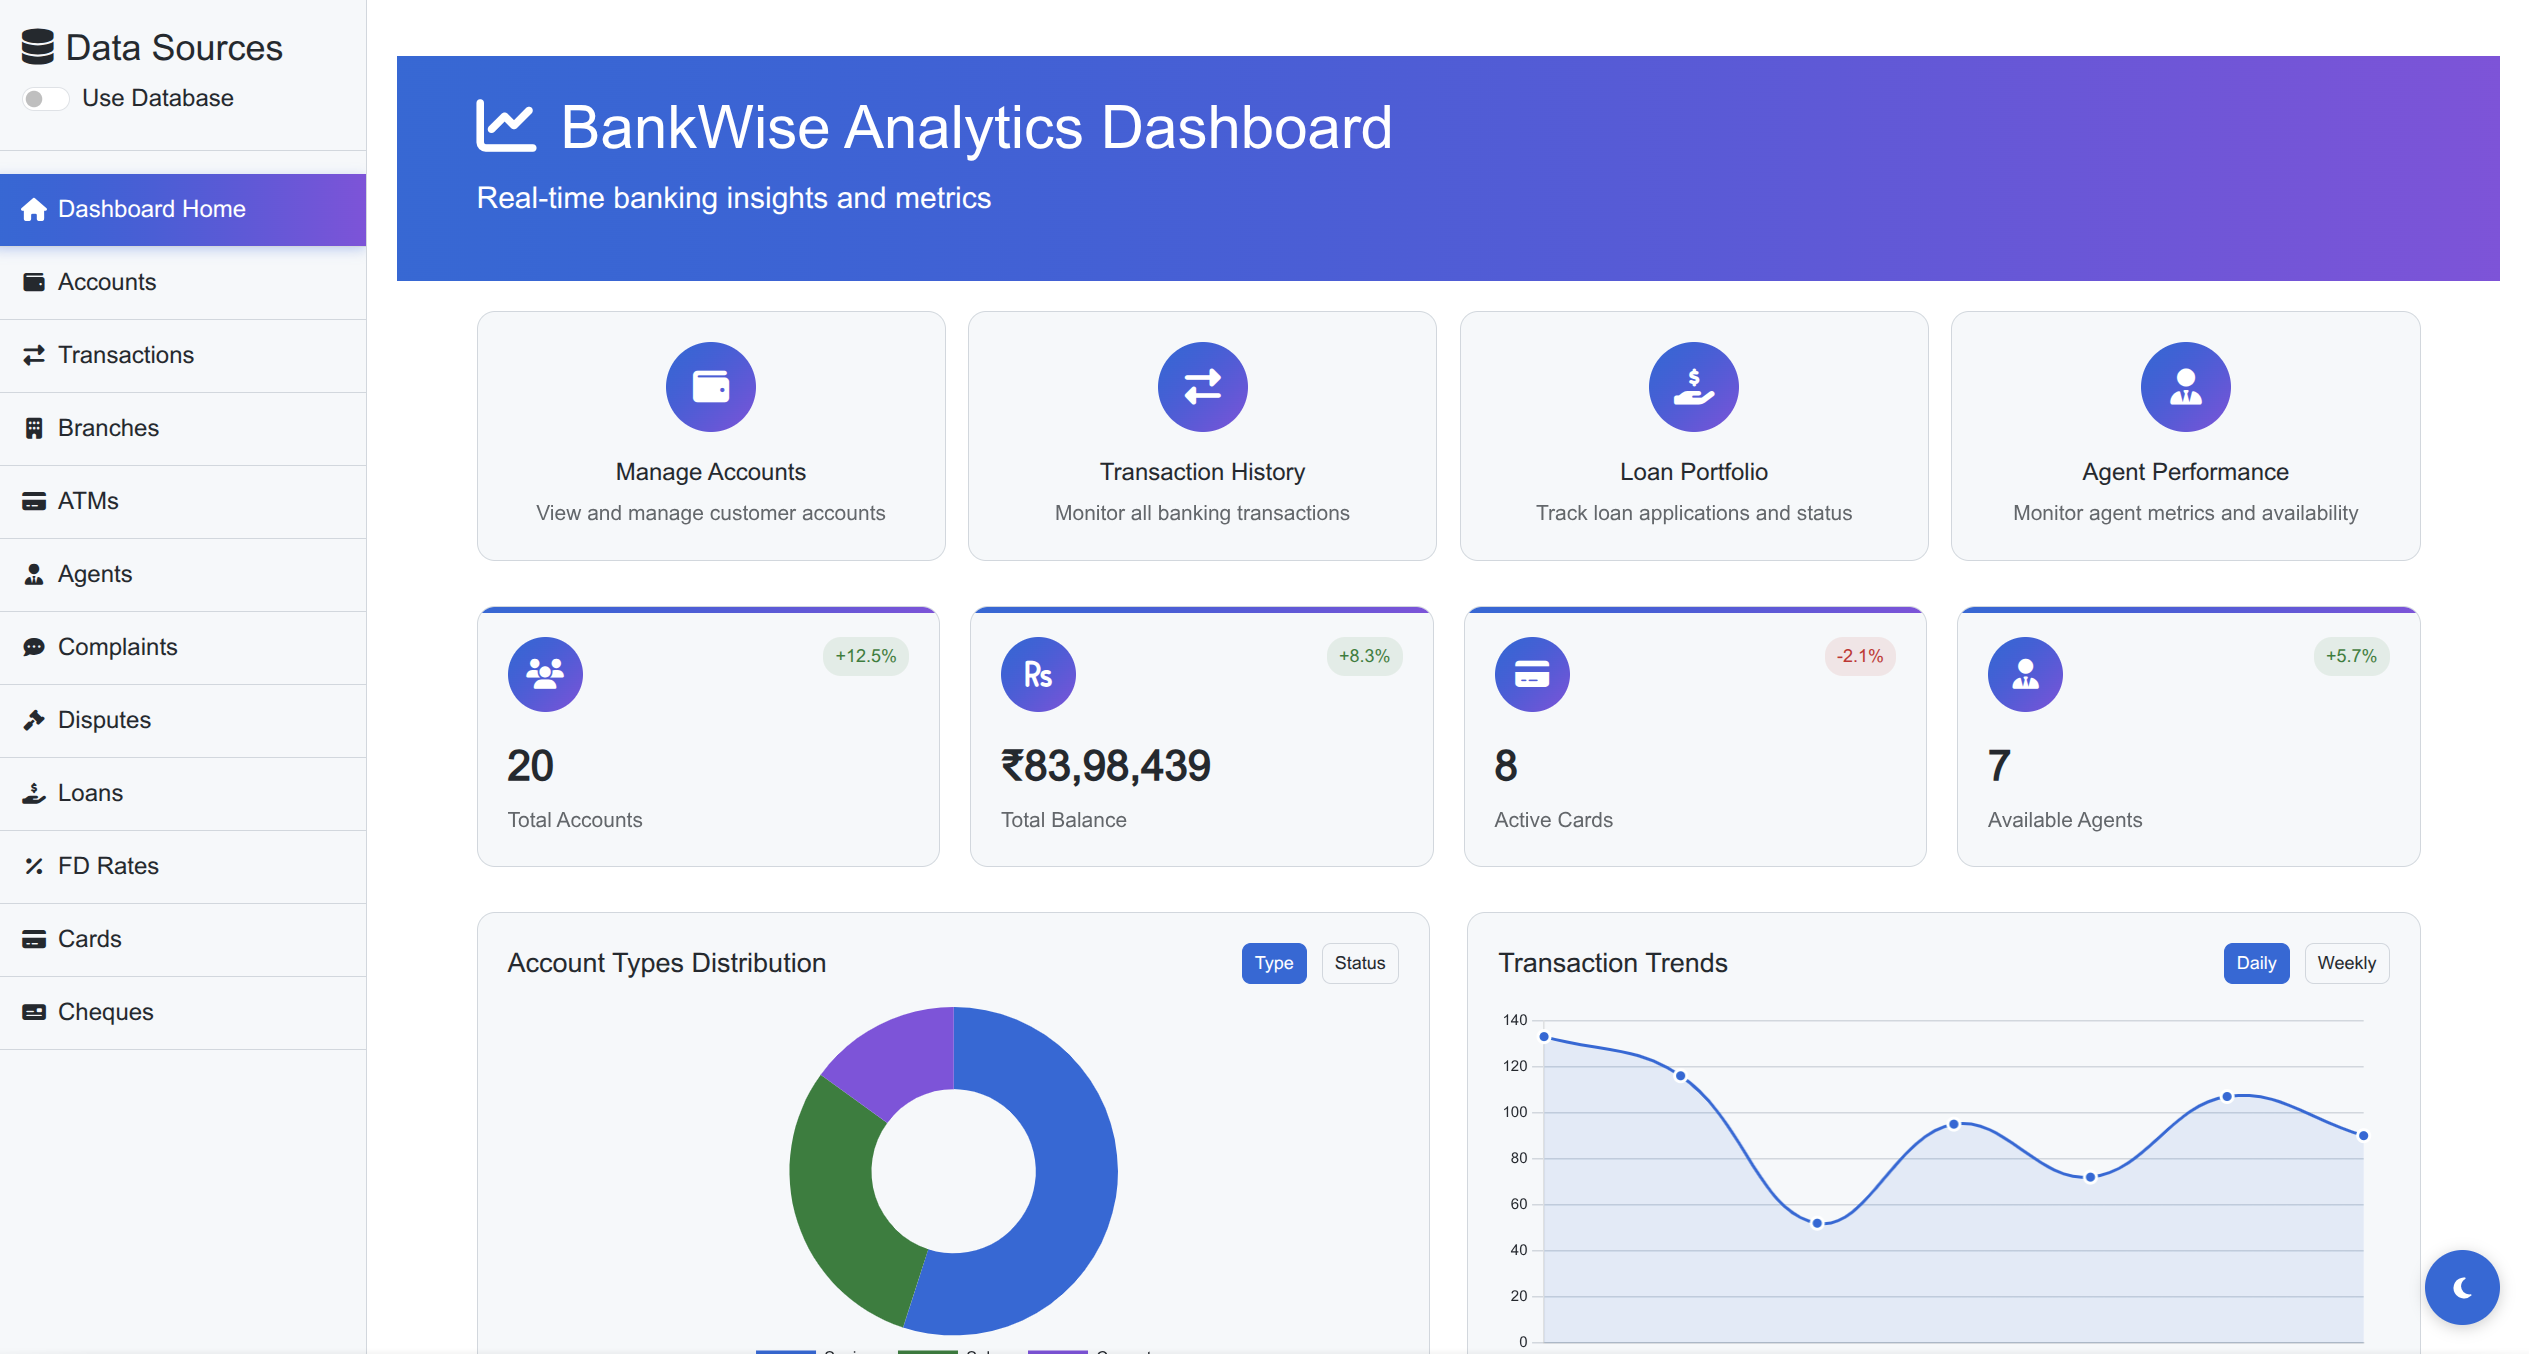 Data Sources
Use Database
Dashboard Home
Accounts
Transactions
Branches
ATMs
Agents
Complaints
Disputes
Loans
FD Rates
Cards
Cheques
BankWise Analytics Dashboard
Real-time banking insights and metrics
Manage Accounts
View and manage customer accounts
Transaction History
Monitor all banking transactions
$
Loan Portfolio
Track loan applications and status
Agent Performance
Monitor agent metrics and availability
+12.5%
20
Total Accounts
Rs
+8.3%
₹83,98,439
Total Balance
-2.1%
8
Active Cards
+5.7%
7
Available Agents
Account Types Distribution
Type
Status
Transaction Trends
Daily
Weekly
140
120
100
80
60
40
20
0